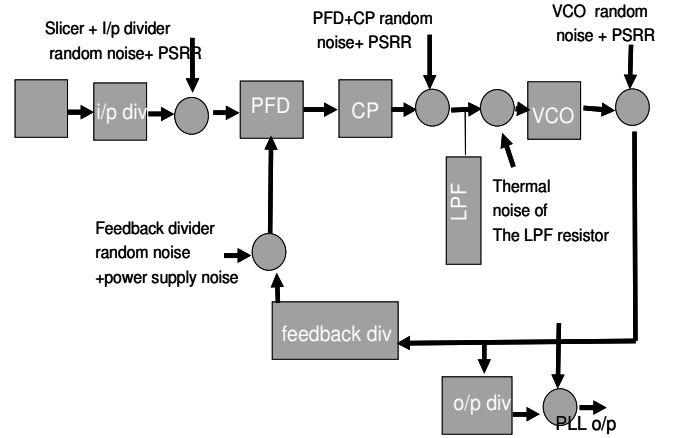 Slicer + I/p divider
random noise+ PSRR
PFD+CP random
noise+ PSRR
VCO random
noise + PSRR
i/p div
PFD
CP
VCO
LPF
Thermal
noise of
The LPF resistor
Feedback divider
random noise
+power supply noise
feedback div
o/p div
PLL o/p